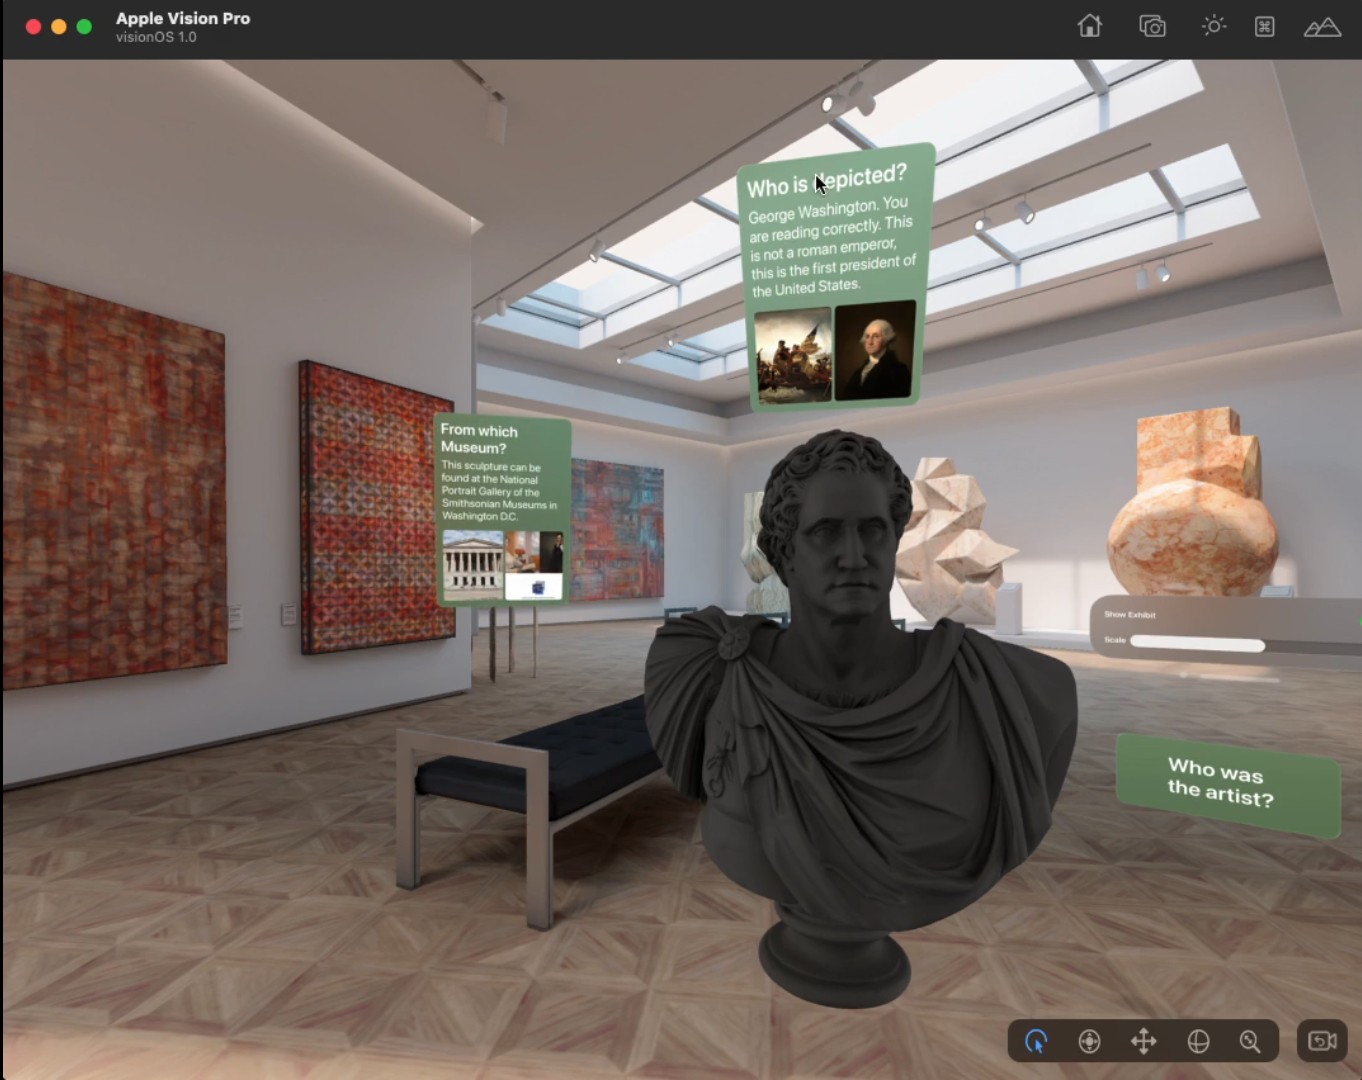 Apple Vision Pro
visionOS 1.0
Who is depicted?
George Washington. You
are reading correctly. This
is not a roman emperor,
this is the first president of
the United States.
From which
Museum?
This sculpture can be
found at the National
Portrait Gallery of the
Smithsonian Museums in
Washington D.C.
Show Exhibit
Scale
Who was
the artist?